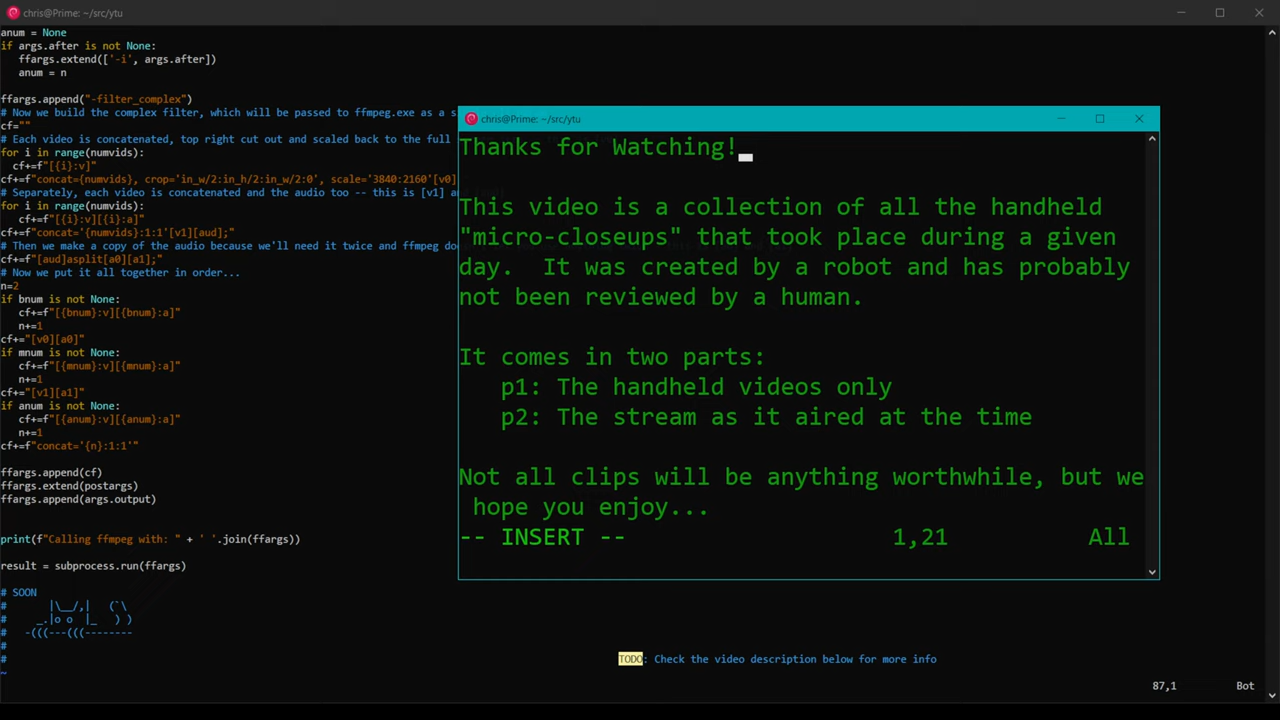 chris@Prime: ~/src/ytu
anum = None
if args.after is not None:
ffargs.extend(['-i', args.after])
anum = n
ffargs.append("-filter_complex")
# Now we build the complex filter, which will be passed to ffmpeg.exe as a s
cf=""
# Each video is concatenated, top right cut out and scaled back to the full
for i in range(numvids):
cf+=f"[{i}:v]"
cf+=f"concat={numvids}, crop='in_w/2:in_h/2:in_w/2:0', scale='3840:2160'[v0]
# Separately, each video is concatenated and the audio too -- this is [v1] a
for i in range(numvids):
cf+=f"[{i}:v][{i}:a]"
cf+=f"concat='{numvids}:1:1'[v1][aud];"
# Then we make a copy of the audio because we'll need it twice and ffmpeg do
cf+=f"[aud]asplit[a0][a1];"
# Now we put it all together in order...
n=2
if bnum is not None:
cf+=f"[{bnum}:v][{bnum}:a]"
n+=1
cf+="[v0][a0]"
if mnum is not None:
cf+=f"[{mnum}:v][{mnum}:a]"
n+=1
cf+="[v1][a1]"
if anum is not None:
cf+=f"[{anum}:v][{anum}:a]"
n+=1
cf+=f"concat='{n}:1:1'"
ffargs.append(cf)
ffargs.extend(postargs)
ffargs.append(args.output)
print(f"Calling ffmpeg with: " + ' '.join(ffargs))
result = subprocess.run(ffargs)
# SOON
#      |\__/,|   (`\
#    _.|o o  |_   ) )
#  -(((---(((--------
#
#
~
chris@Prime: ~/src/ytu
Thanks for Watching!
This video is a collection of all the handheld
"micro-closeups" that took place during a given
day.  It was created by a robot and has probably
not been reviewed by a human.
It comes in two parts:
p1: The handheld videos only
p2: The stream as it aired at the time
Not all clips will be anything worthwhile, but we
hope you enjoy...
-- INSERT -- 1,21 All
TODO: Check the video description below for more info
87,1 Bot